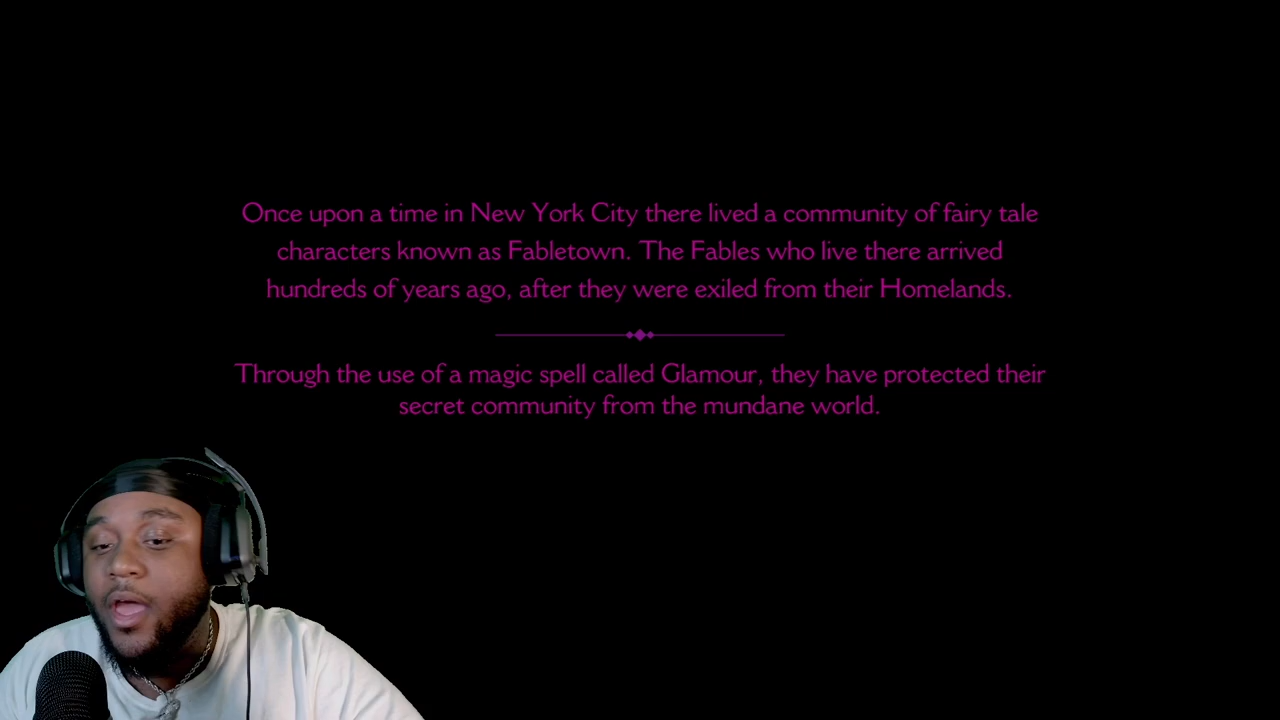 Once upon a time in New York City there lived a community of fairy tale
characters known as Fabletown. The Fables who live there arrived
hundreds of years ago, after they were exiled from their Homelands.
Through the use of a magic spell called Glamour, they have protected their
secret community from the mundane world.